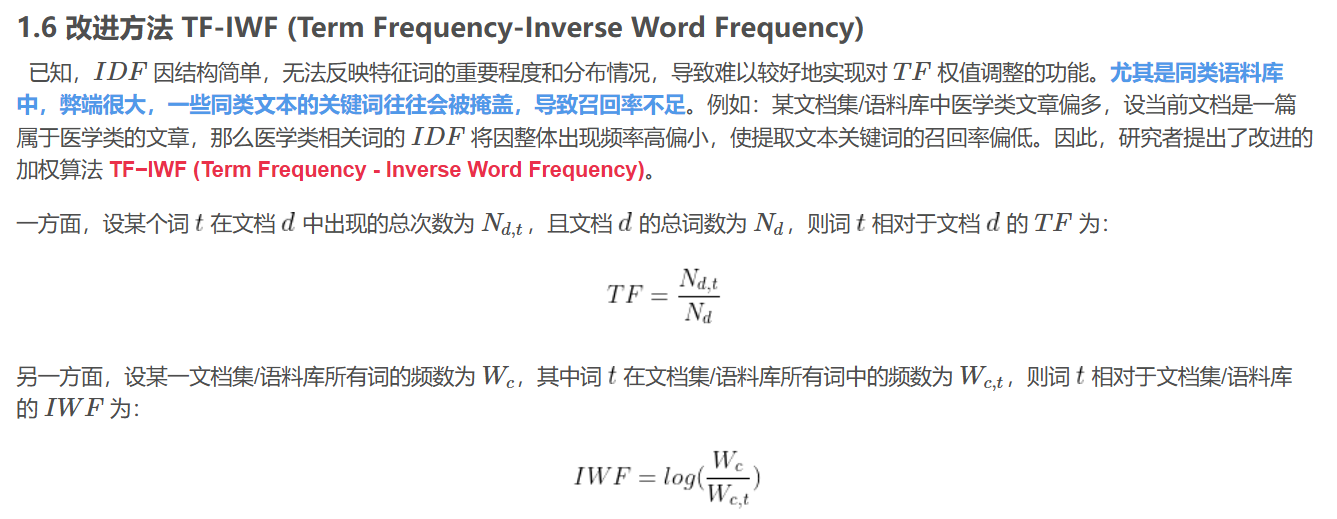 1.6 改进方法 TF-IWF (Term Frequency-Inverse Word Frequency)
已知，IDF 因结构简单，无法反映特征词的重要程度和分布情况，导致难以较好地实现对 TF 权值调整的功能。尤其是同类语料库
中，弊端很大，一些同类文本的关键词往往会被掩盖，导致召回率不足。例如：某文档集/语料库中医学类文章偏多，设当前文档是一篇
属于医学类的文章，那么医学类相关词的 IDF 将因整体出现频率高偏小，使提取文本关键词的召回率偏低。因此，研究者提出了改进的
加权算法 TF−IWF (Term Frequency - Inverse Word Frequency)。
一方面，设某个词 t 在文档 d 中出现的总次数为 N_{d,t}，且文档 d 的总词数为 N_d，则词 t 相对于文档 d 的 TF 为：
TF = \frac{N_{d,t}}{N_d}
另一方面，设某一文档集/语料库所有词的频数为 W_c，其中词 t 在文档集/语料库所有词中的频数为 W_{c,t}，则词 t 相对于文档集/语料库
的 IWF 为：
IWF = log(\frac{W_c}{W_{c,t}})